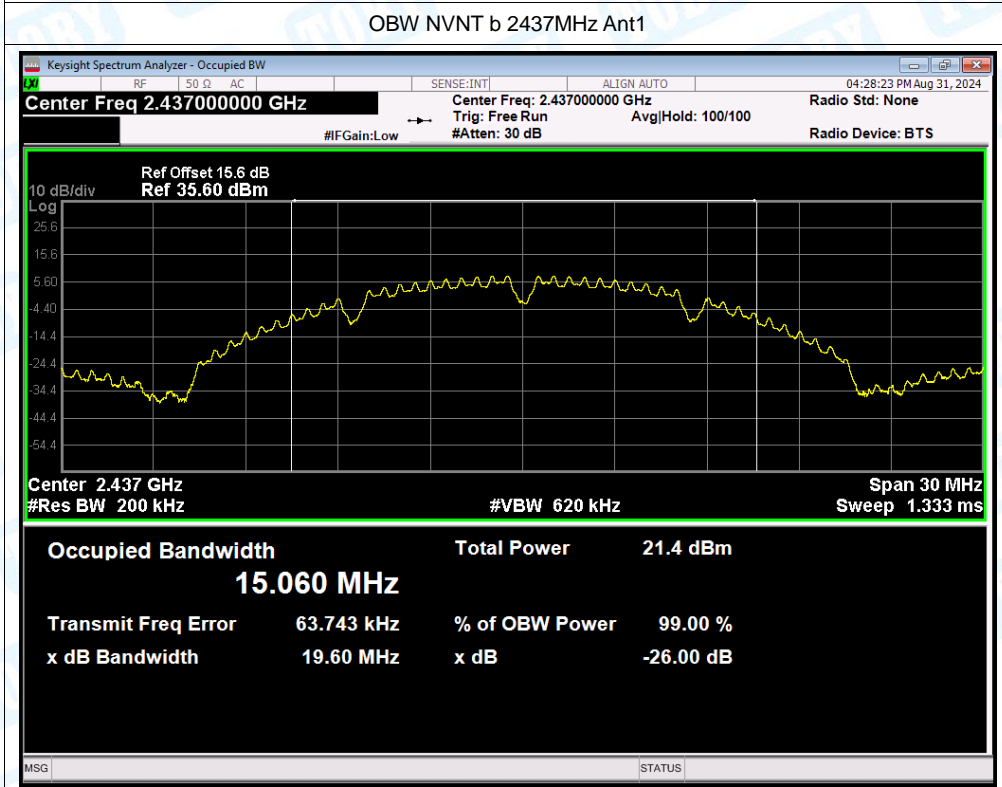 OBW NVNT b 2437MHz Ant1
Keysight Spectrum Analyzer - Occupied BW
LXI RF 50 Ω AC SENSE:INT ALIGN AUTO 04:28:23 PM Aug 31, 2024
Center Freq 2.437000000 GHz
Center Freq: 2.437000000 GHz
Radio Std: None
Trig: Free Run Avg|Hold: 100/100
#IFGain:Low
#Atten: 30 dB
Radio Device: BTS
Ref Offset 15.6 dB
10 dB/div Ref 35.60 dBm
Log
25.6
15.6
5.60
-4.40
-14.4
-24.4
-34.4
-44.4
-54.4
Center 2.437 GHz Span 30 MHz
#Res BW 200 kHz #VBW 620 kHz Sweep 1.333 ms
Occupied Bandwidth Total Power 21.4 dBm
15.060 MHz
Transmit Freq Error 63.743 kHz % of OBW Power 99.00 %
x dB Bandwidth 19.60 MHz x dB -26.00 dB
MSG STATUS